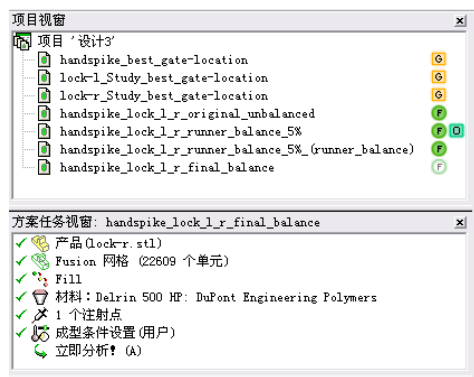 项目视窗
项目 '设计3'
handspike_best_gate-location G
lock-l_Study_best_gate-location G
lock-r_Study_best_gate-location G
handspike_lock_l_r_original_unbalanced F
handspike_lock_l_r_runner_balance_5% F O
handspike_lock_l_r_runner_balance_5%_(runner_balance) F
handspike_lock_l_r_final_balance F
方案任务视窗: handspike_lock_l_r_final_balance
产品(lock-r.stl)
Fusion 网格 (22609 个单元)
Fill
材料：Delrin 500 HP: DuPont Engineering Polymers
1 个注射点
成型条件设置(用户)
立即分析! (A)